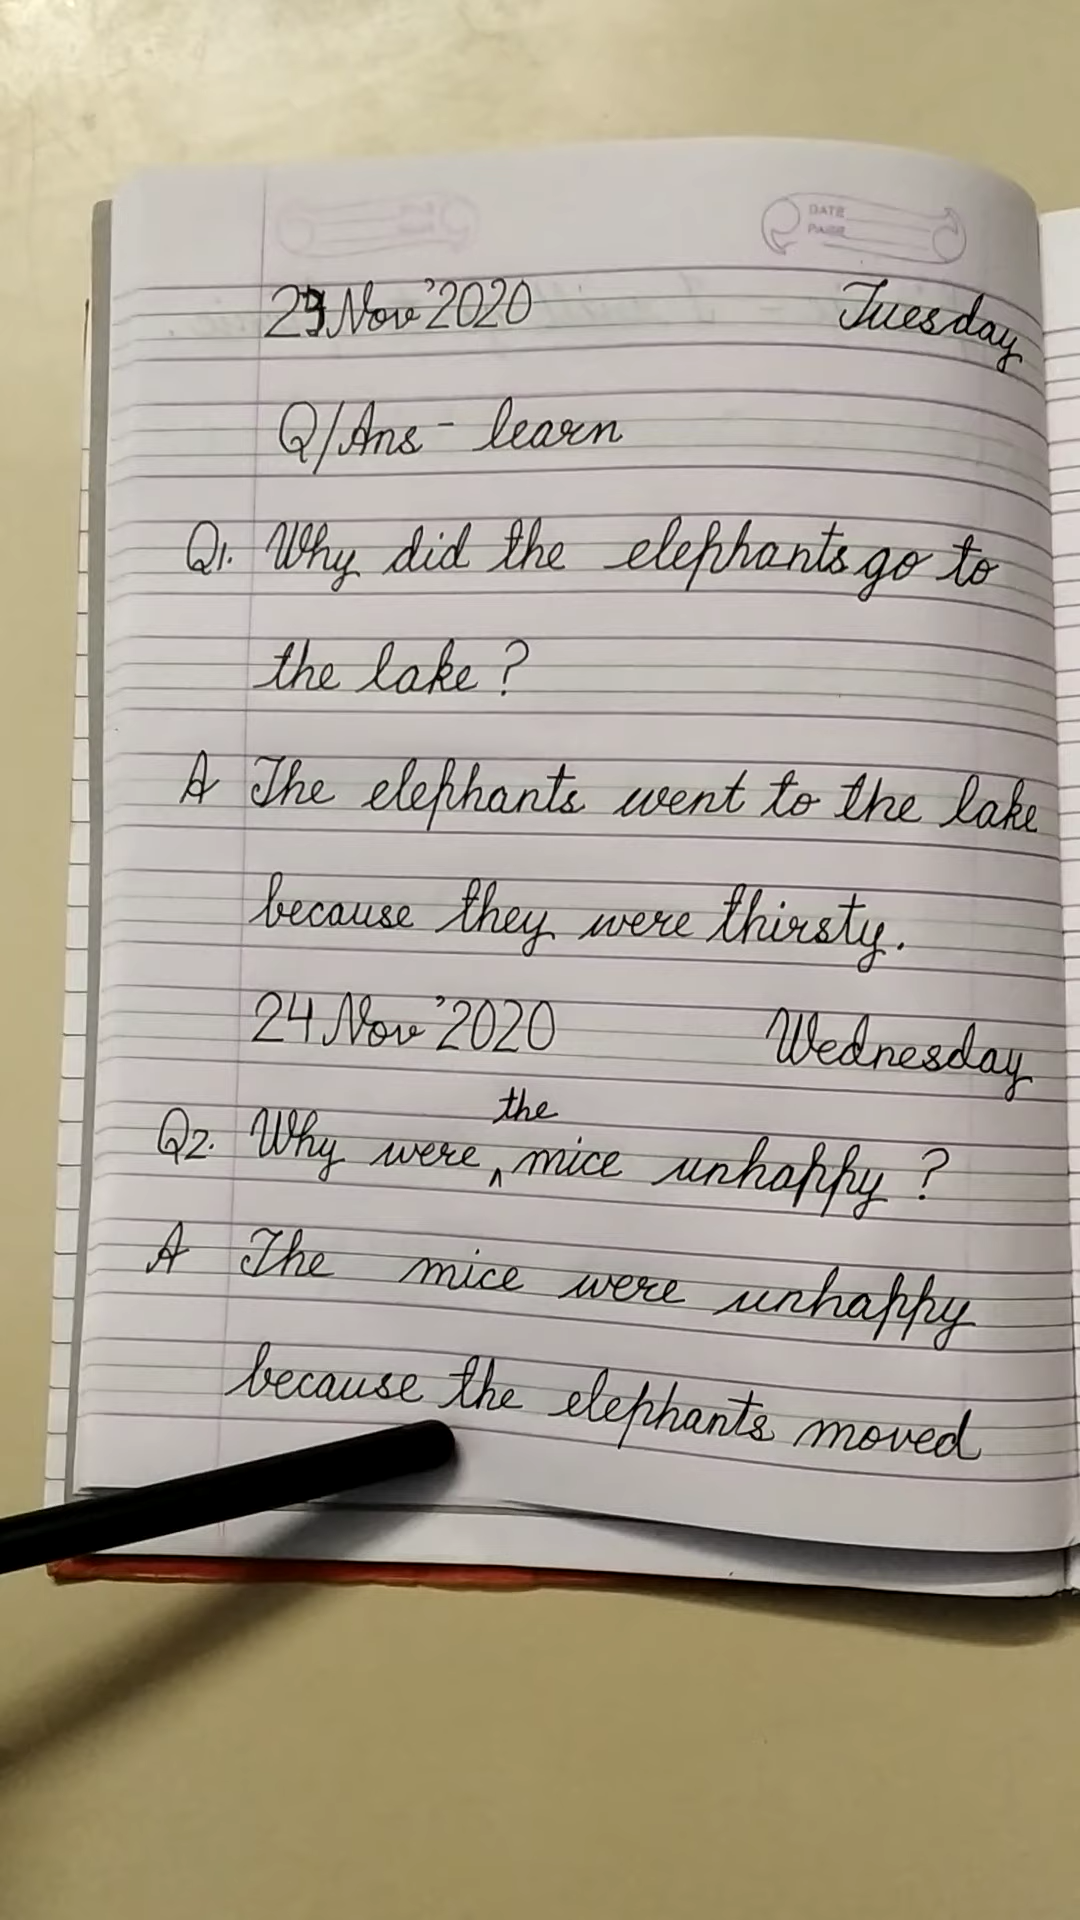 DATE
PAGE
23 Nov'2020 Tuesday
Q/Ans - learn
Q1. Why did the elephants go to
the lake ?
A The elephants went to the lake
because they were thirsty.
24 Nov'2020 Wednesday
the
Q2. Why were ^ mice unhappy ?
A The mice were unhappy
because the elephants moved